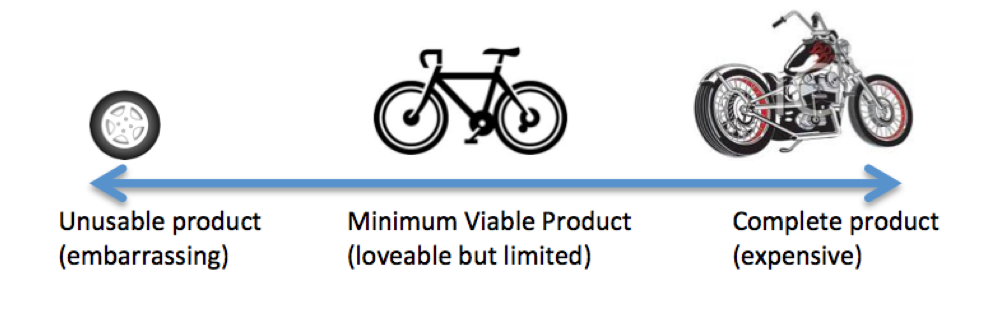 Unusable product
(embarrassing)
Minimum Viable Product
(loveable but limited)
Complete product
(expensive)